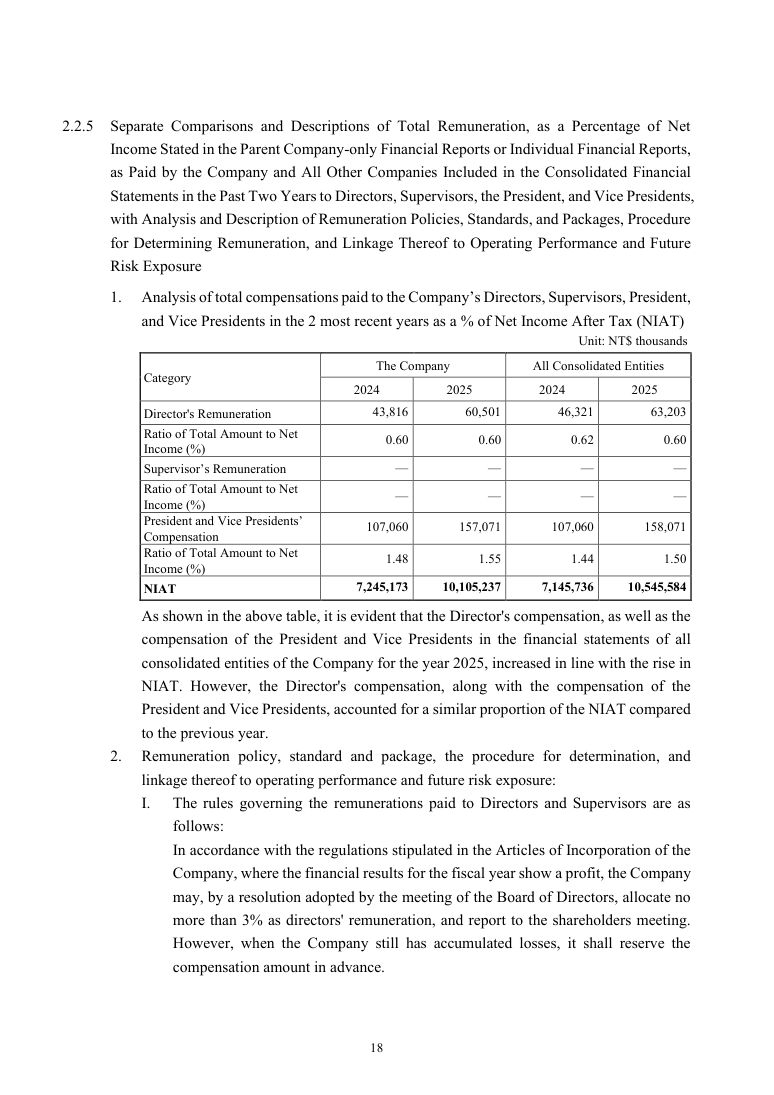 2.2.5 Separate Comparisons and Descriptions of Total Remuneration, as a Percentage of Net
Income Stated in the Parent Company-only Financial Reports or Individual Financial Reports,
as Paid by the Company and All Other Companies Included in the Consolidated Financial
Statements in the Past Two Years to Directors, Supervisors, the President, and Vice Presidents,
with Analysis and Description of Remuneration Policies, Standards, and Packages, Procedure
for Determining Remuneration, and Linkage Thereof to Operating Performance and Future
Risk Exposure
1. Analysis of total compensations paid to the Company’s Directors, Supervisors, President,
and Vice Presidents in the 2 most recent years as a % of Net Income After Tax (NIAT)
Unit: NT$ thousands
Category The Company All Consolidated Entities
2024 2025 2024 2025
Director's Remuneration 43,816 60,501 46,321 63,203
Ratio of Total Amount to Net
Income (%) 0.60 0.60 0.62 0.60
Supervisor’s Remuneration — — — —
Ratio of Total Amount to Net
Income (%) — — — —
President and Vice Presidents’
Compensation 107,060 157,071 107,060 158,071
Ratio of Total Amount to Net
Income (%) 1.48 1.55 1.44 1.50
NIAT 7,245,173 10,105,237 7,145,736 10,545,584
As shown in the above table, it is evident that the Director's compensation, as well as the
compensation of the President and Vice Presidents in the financial statements of all
consolidated entities of the Company for the year 2025, increased in line with the rise in
NIAT. However, the Director's compensation, along with the compensation of the
President and Vice Presidents, accounted for a similar proportion of the NIAT compared
to the previous year.
2. Remuneration policy, standard and package, the procedure for determination, and
linkage thereof to operating performance and future risk exposure:
I. The rules governing the remunerations paid to Directors and Supervisors are as
follows:
In accordance with the regulations stipulated in the Articles of Incorporation of the
Company, where the financial results for the fiscal year show a profit, the Company
may, by a resolution adopted by the meeting of the Board of Directors, allocate no
more than 3% as directors' remuneration, and report to the shareholders meeting.
However, when the Company still has accumulated losses, it shall reserve the
compensation amount in advance.
18